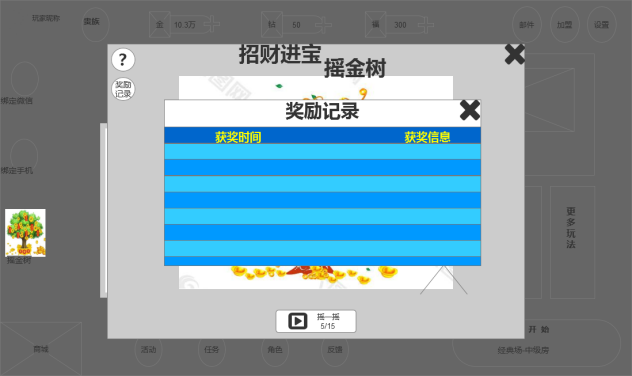 玩家昵称
贵族
金
10.3万
钻
50
300
邮件
加盟
设置
招财进宝
摇金树
?
奖励
记录
奖励记录
获奖时间
获奖信息
绑定微信
绑定手机
摇金树
更
多
玩
法
摇一摇
5/15
商城
活动
任务
角色
反馈
开 始
经典场-中级房